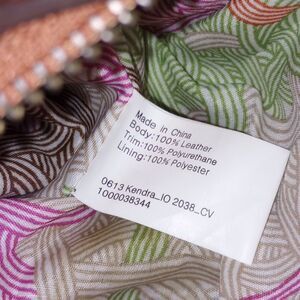 Made in China
Body:100% Leather
Trim:100% Polyurethane
Lining:100% Polyester
0613 Kendra_IO 2038_CV
1000038344